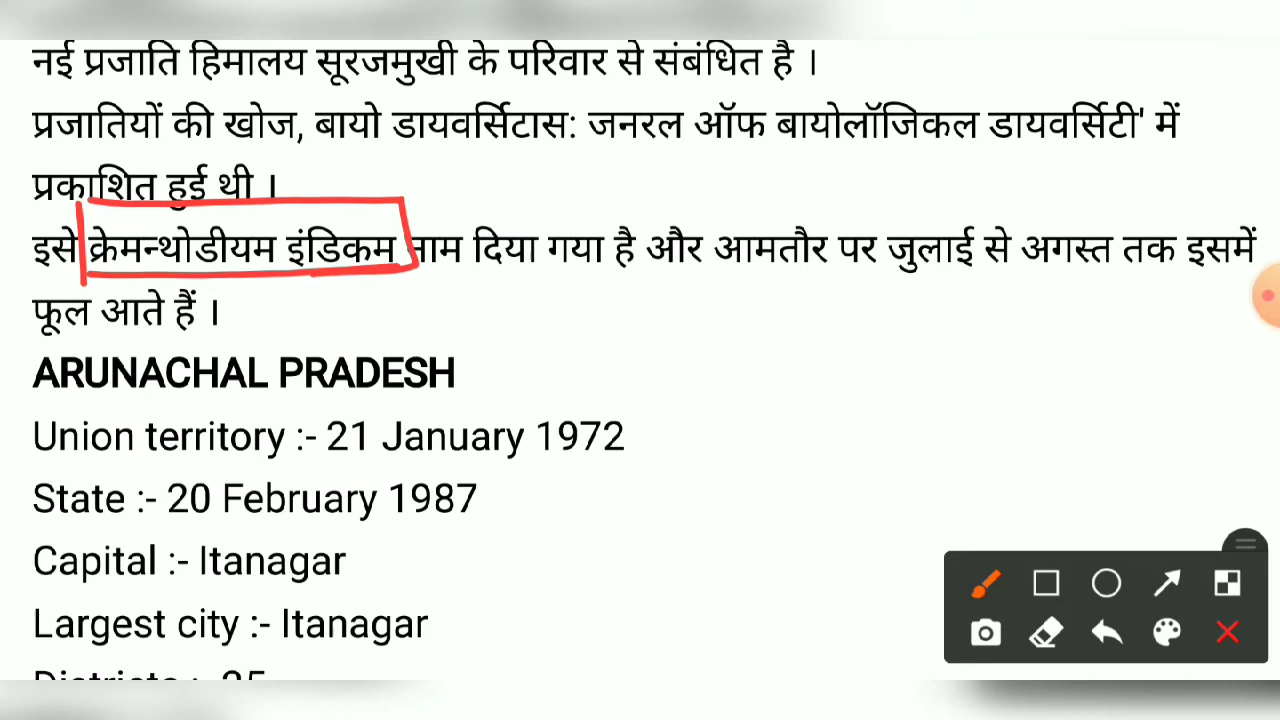 नई प्रजाति हिमालय सूरजमुखी के परिवार से संबंधित है ।
प्रजातियों की खोज, बायो डायवर्सिटास: जनरल ऑफ बायोलॉजिकल डायवर्सिटी' में
प्रकाशित हुई थी ।
इसे क्रेमन्थोडीयम इंडिकम नाम दिया गया है और आमतौर पर जुलाई से अगस्त तक इसमें
फूल आते हैं ।
ARUNACHAL PRADESH
Union territory :- 21 January 1972
State :- 20 February 1987
Capital :- Itanagar
Largest city :- Itanagar
Districts :- 25